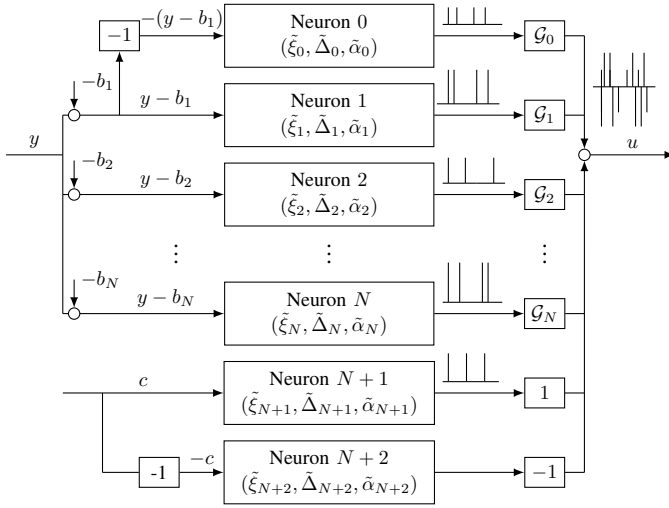 −(y − b₁)
−1
Neuron 0
(ξ̃₀, Δ̃₀, α̃₀)
𝒢₀
−b₁
y − b₁
Neuron 1
(ξ̃₁, Δ̃₁, α̃₁)
𝒢₁
y
u
−b₂
y − b₂
Neuron 2
(ξ̃₂, Δ̃₂, α̃₂)
𝒢₂
⋮ ⋮ ⋮
−b_N
y − b_N
Neuron N
(ξ̃_N, Δ̃_N, α̃_N)
𝒢_N
c
Neuron N + 1
(ξ̃_{N+1}, Δ̃_{N+1}, α̃_{N+1})
1
-1
−c
Neuron N + 2
(ξ̃_{N+2}, Δ̃_{N+2}, α̃_{N+2})
−1